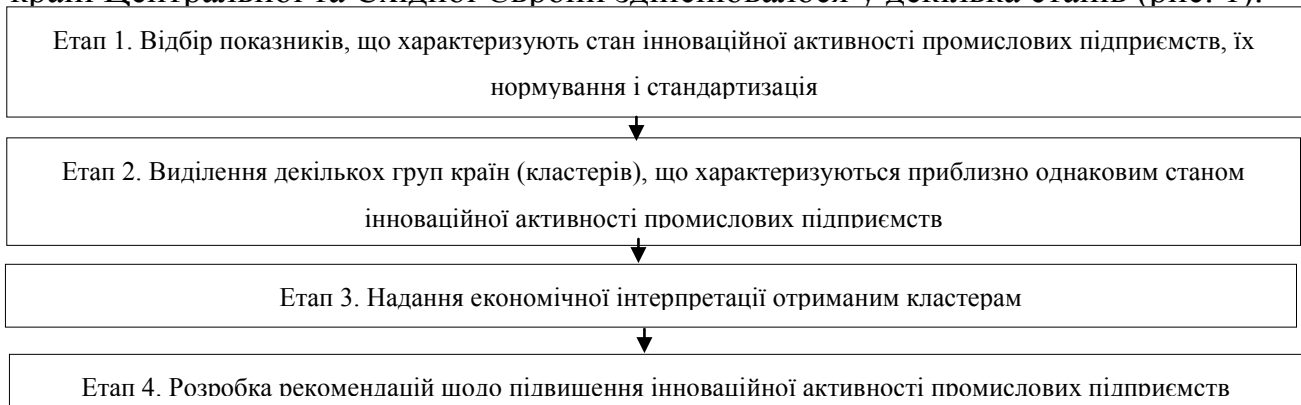 країн Центральної та Східної Європи здійснювалося у декілька етапів (рис. 1).
Етап 1. Відбір показників, що характеризують стан інноваційної активності промислових підприємств, їх
нормування і стандартизація
Етап 2. Виділення декількох груп країн (кластерів), що характеризуються приблизно однаковим станом
інноваційної активності промислових підприємств
Етап 3. Надання економічної інтерпретації отриманим кластерам
Етап 4. Розробка рекомендацій щодо підвищення інноваційної активності промислових підприємств